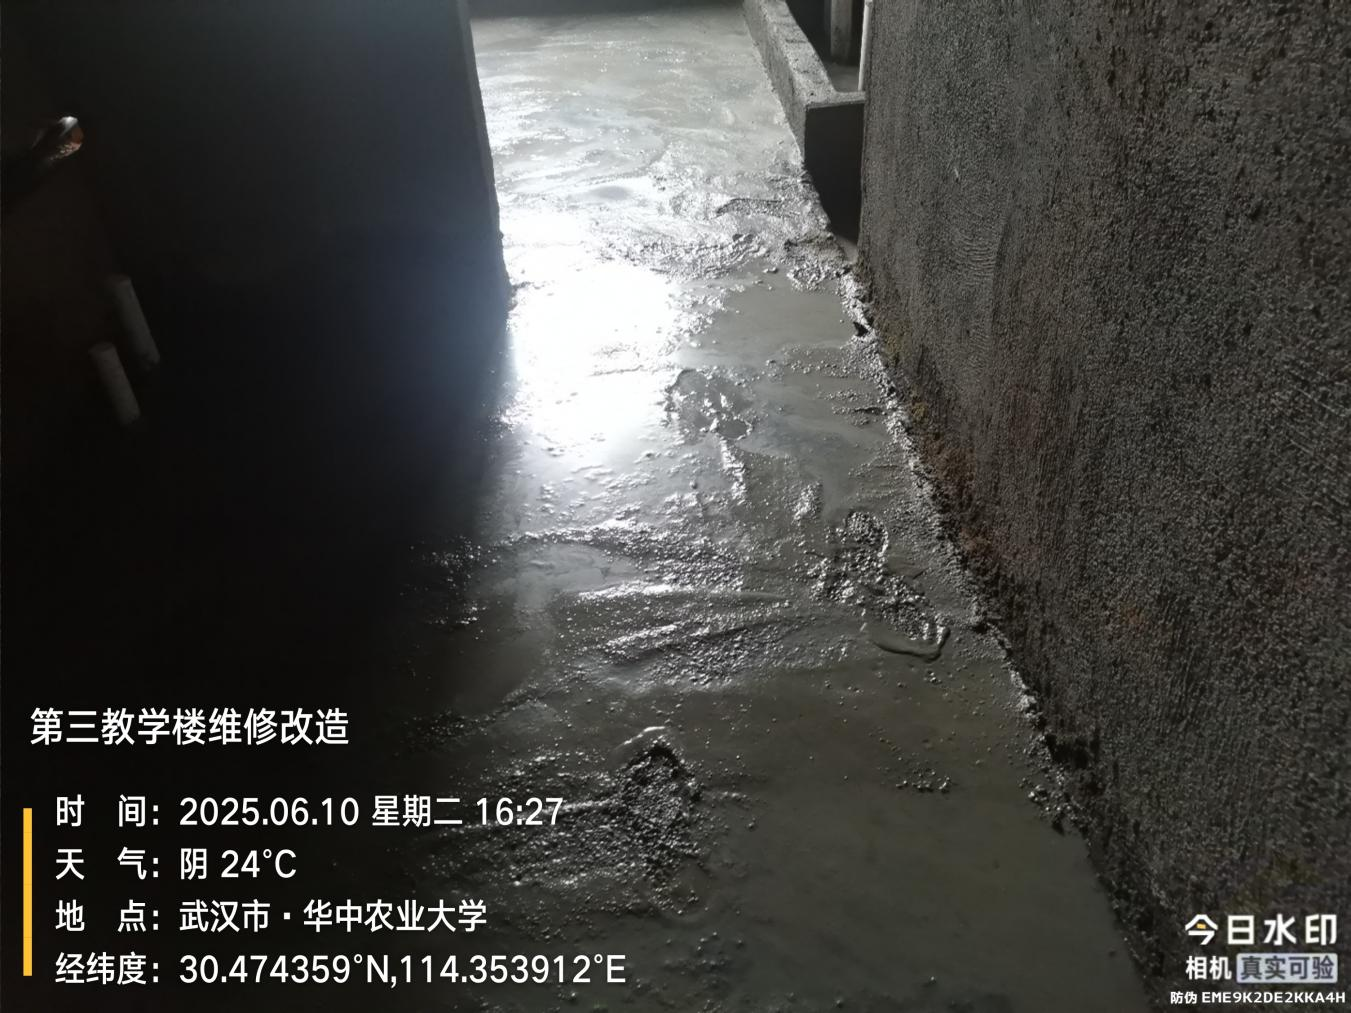 第三教学楼维修改造
时 间：2025.06.10 星期二 16:27
天 气：阴 24°C
地 点：武汉市·华中农业大学
经纬度：30.474359°N,114.353912°E
今日水印
相机 真实可验
防伪 EME9K2DE2KKA4H